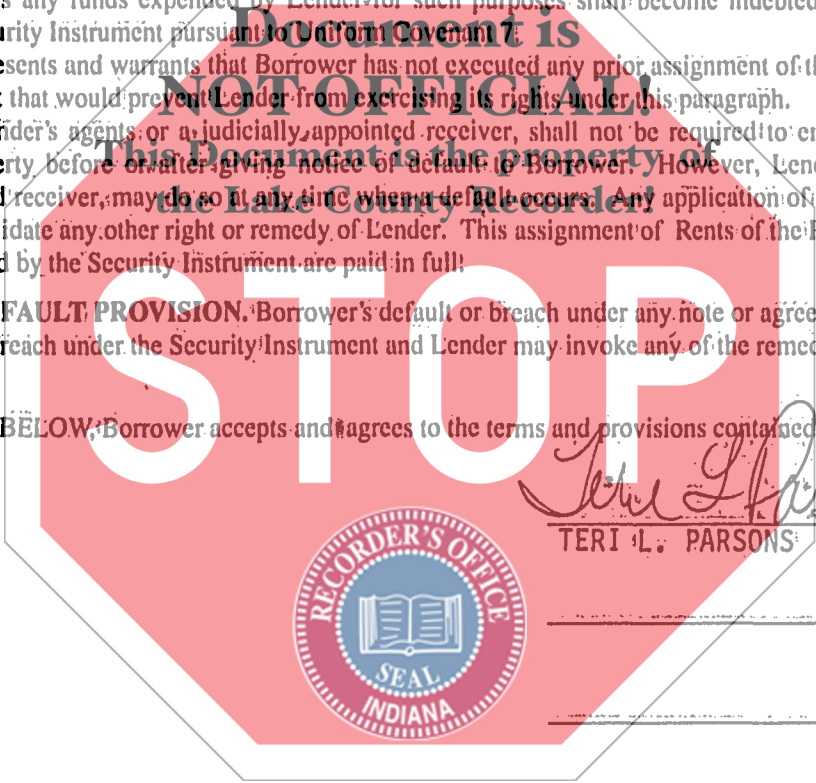 s any funds expended by Lender for such purposes shall become indebted
Document is
urity Instrument pursuant to Uniform Covenant 7.
esents and warrants that Borrower has not executed any prior assignment of th
NOT OFFICIAL!
that would prevent Lender from exercising its rights under this paragraph.
nder's agents or a judicially appointed receiver, shall not be required to en
This Document is the property of
erty before or after giving notice of default to Borrower. However, Lend
the Lake County Recorder!
d receiver, may do so at any time when a default occurs. Any application of
idate any other right or remedy of Lender. This assignment of Rents of the P
d by the Security Instrument are paid in full.
FAULT PROVISION. Borrower's default or breach under any note or agree
reach under the Security Instrument and Lender may invoke any of the remed
STOP
BELOW, Borrower accepts and agrees to the terms and provisions contained
Teri L Pa
TERI L. PARSONS
RECORDER'S OFFICE
SEAL
INDIANA